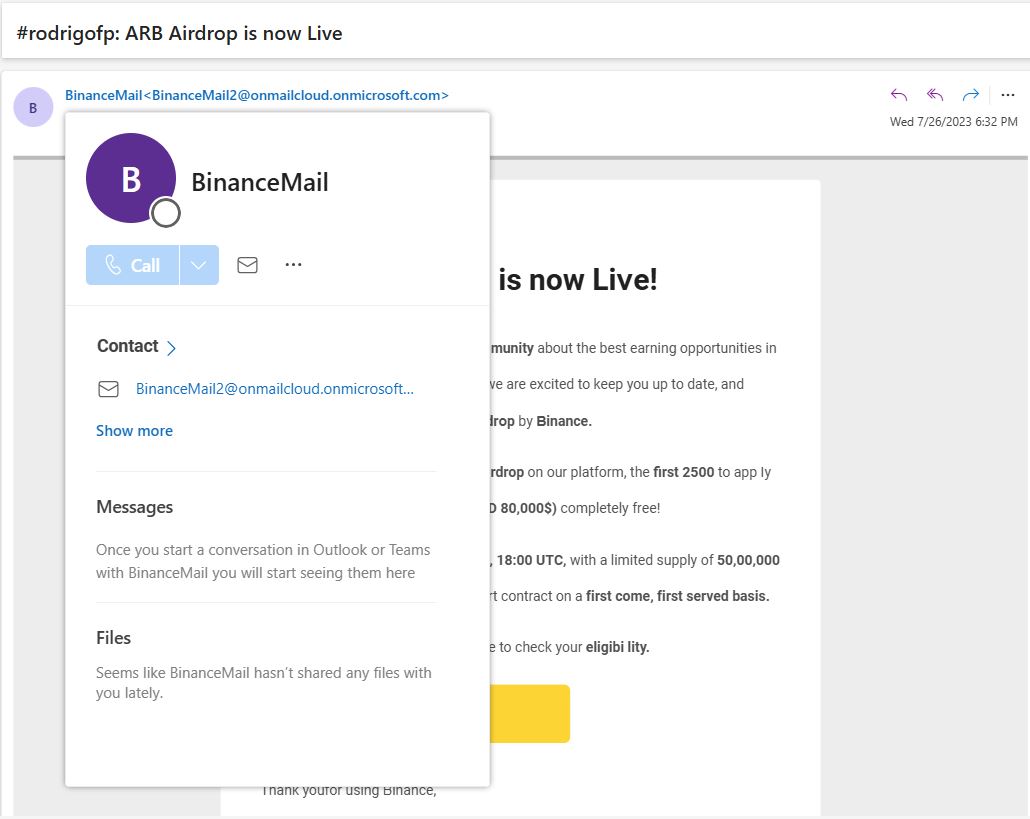 #rodrigofp: ARB Airdrop is now Live
B
BinanceMail<BinanceMail2@onmailcloud.onmicrosoft.com>
Wed 7/26/2023 6:32 PM
B
BinanceMail
Call
Contact
BinanceMail2@onmailcloud.onmicrosoft...
Show more
Messages
Once you start a conversation in Outlook or Teams
with BinanceMail you will start seeing them here
Files
Seems like BinanceMail hasn't shared any files with
you lately.
is now Live!
munity about the best earning opportunities in
we are excited to keep you up to date, and
drop by Binance.
rdrop on our platform, the first 2500 to app ly
D 80,000$) completely free!
, 18:00 UTC, with a limited supply of 50,00,000
rt contract on a first come, first served basis.
e to check your eligibi lity.
Thank youfor using Binance,